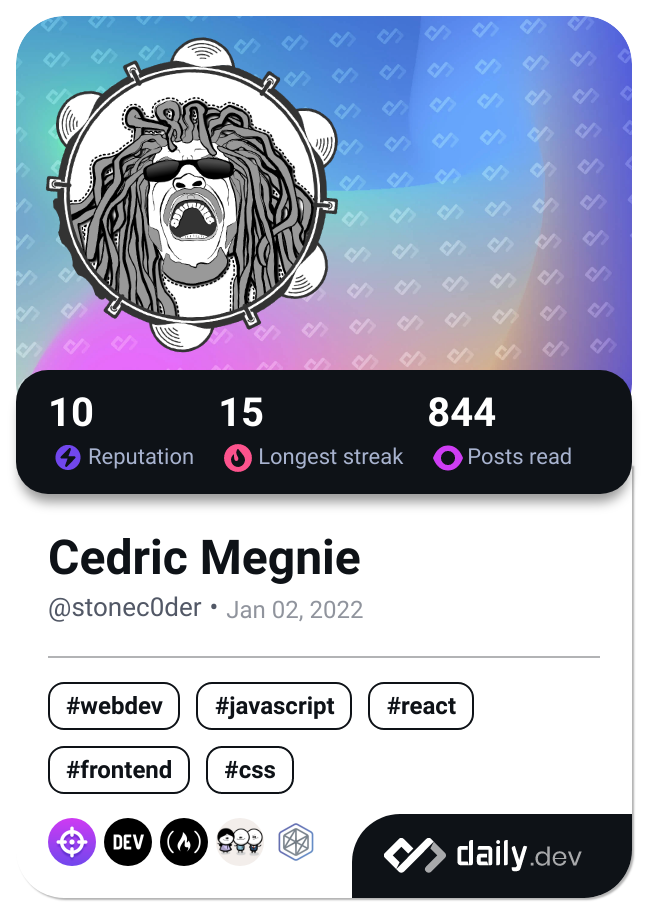 10 15 844
Reputation Longest streak Posts read
Cedric Megnie
@stonec0der • Jan 02, 2022
#webdev #javascript #react
#frontend #css
DEV
daily.dev